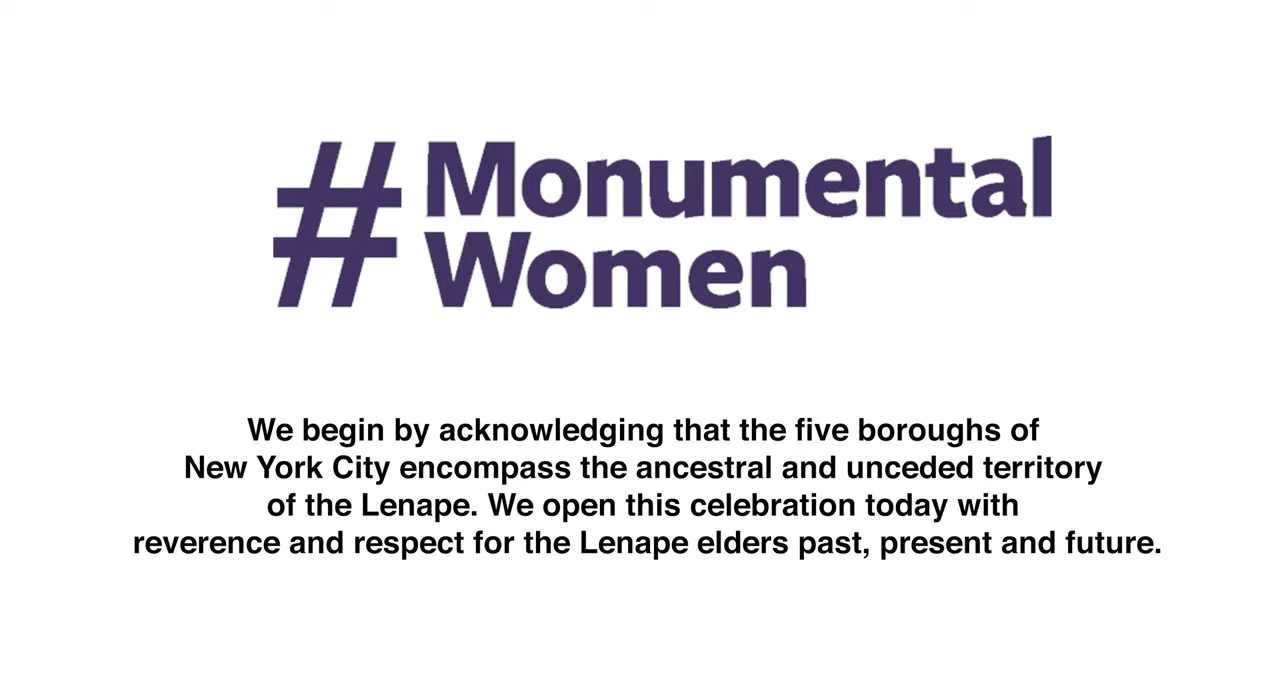 #Monumental
Women
We begin by acknowledging that the five boroughs of
New York City encompass the ancestral and unceded territory
of the Lenape. We open this celebration today with
reverence and respect for the Lenape elders past, present and future.